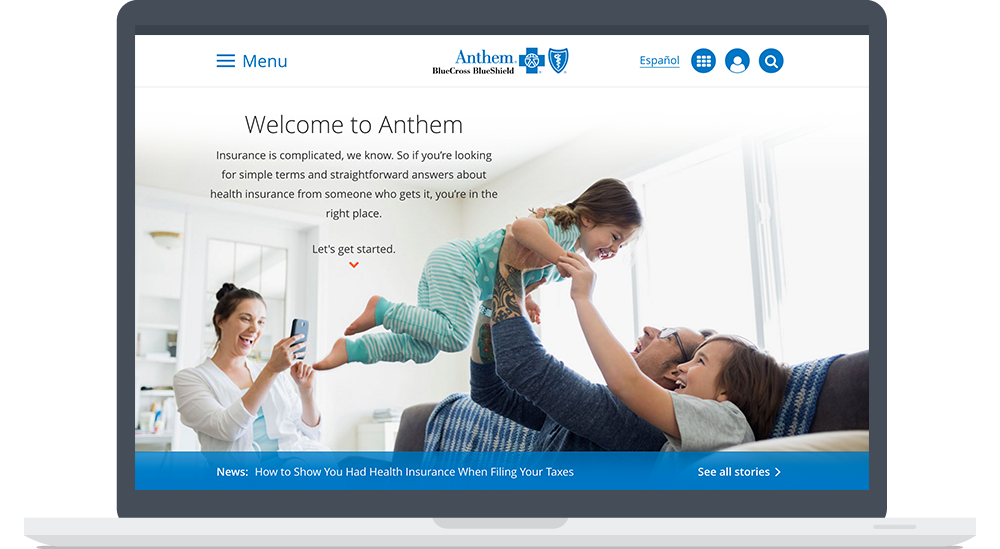 Menu
Anthem
BlueCross BlueShield
Español
Welcome to Anthem
Insurance is complicated, we know. So if you're looking
for simple terms and straightforward answers about
health insurance from someone who gets it, you're in the
right place.
Let's get started.
News: How to Show You Had Health Insurance When Filing Your Taxes
See all stories